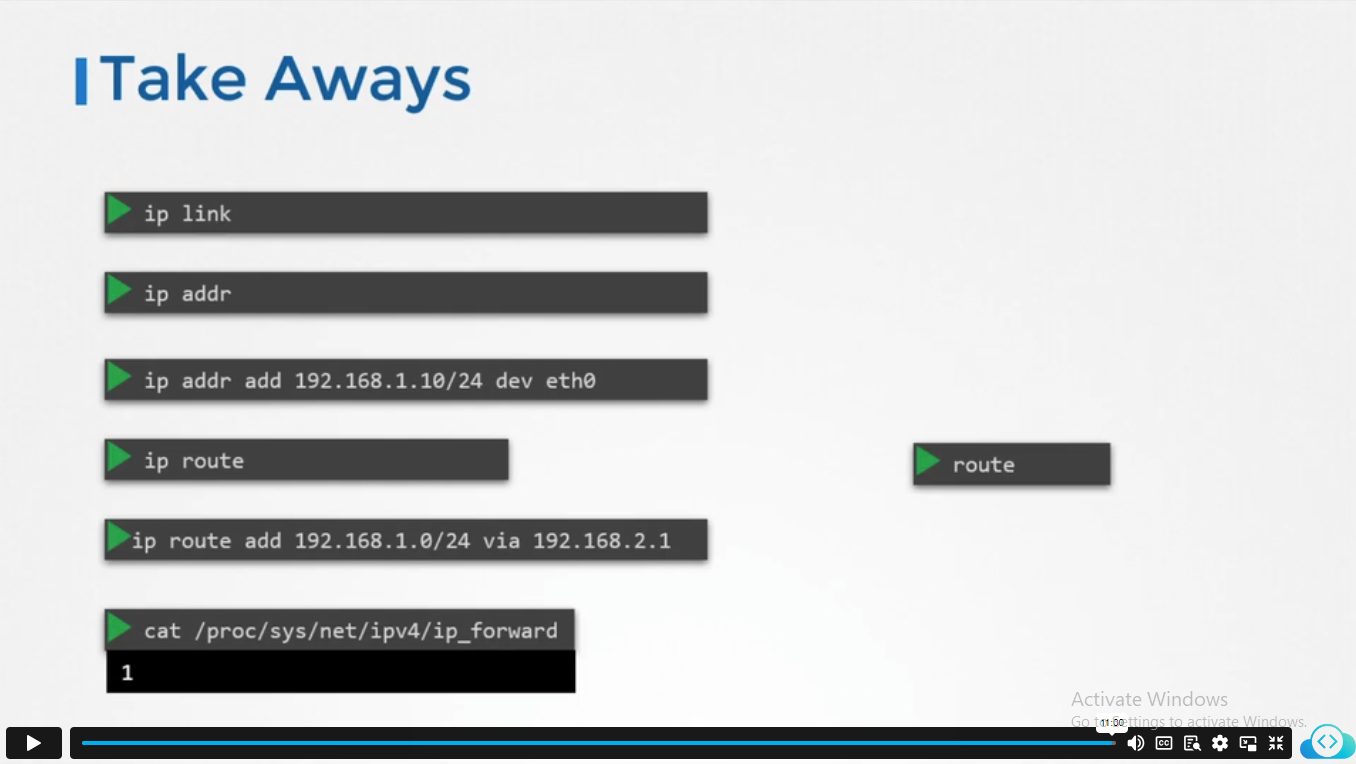 Take Aways
ip link
ip addr
ip addr add 192.168.1.10/24 dev eth0
ip route
route
ip route add 192.168.1.0/24 via 192.168.2.1
cat /proc/sys/net/ipv4/ip_forward
1
Activate Windows
Go to Settings to activate Windows.
11:00
CC